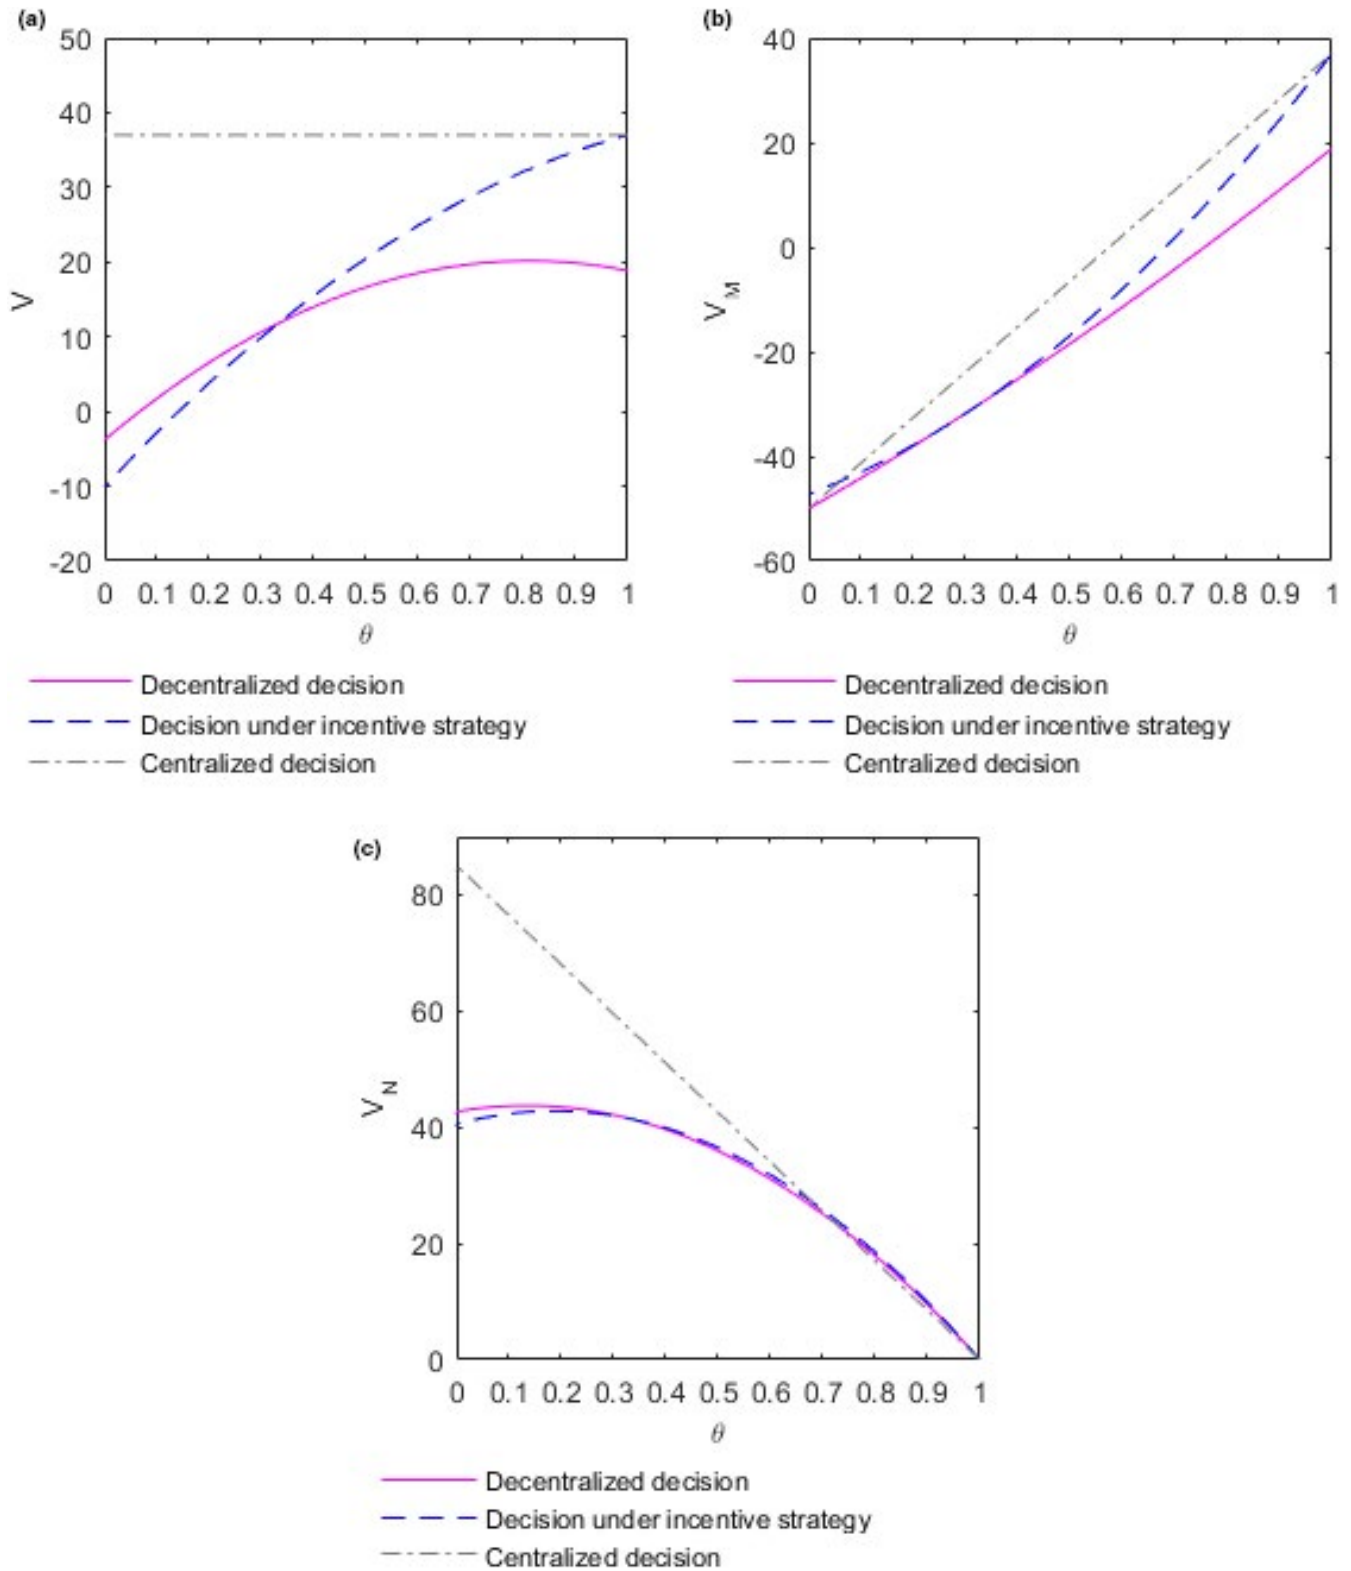 (a)
50
40
30
20
10
0
-10
-20
V
0 0.1 0.2 0.3 0.4 0.5 0.6 0.7 0.8 0.9 1
θ
Decentralized decision
Decision under incentive strategy
Centralized decision
(b)
40
20
0
-20
-40
-60
V_M
0 0.1 0.2 0.3 0.4 0.5 0.6 0.7 0.8 0.9 1
θ
Decentralized decision
Decision under incentive strategy
Centralized decision
(c)
80
60
40
20
0
V_N
0 0.1 0.2 0.3 0.4 0.5 0.6 0.7 0.8 0.9 1
θ
Decentralized decision
Decision under incentive strategy
Centralized decision